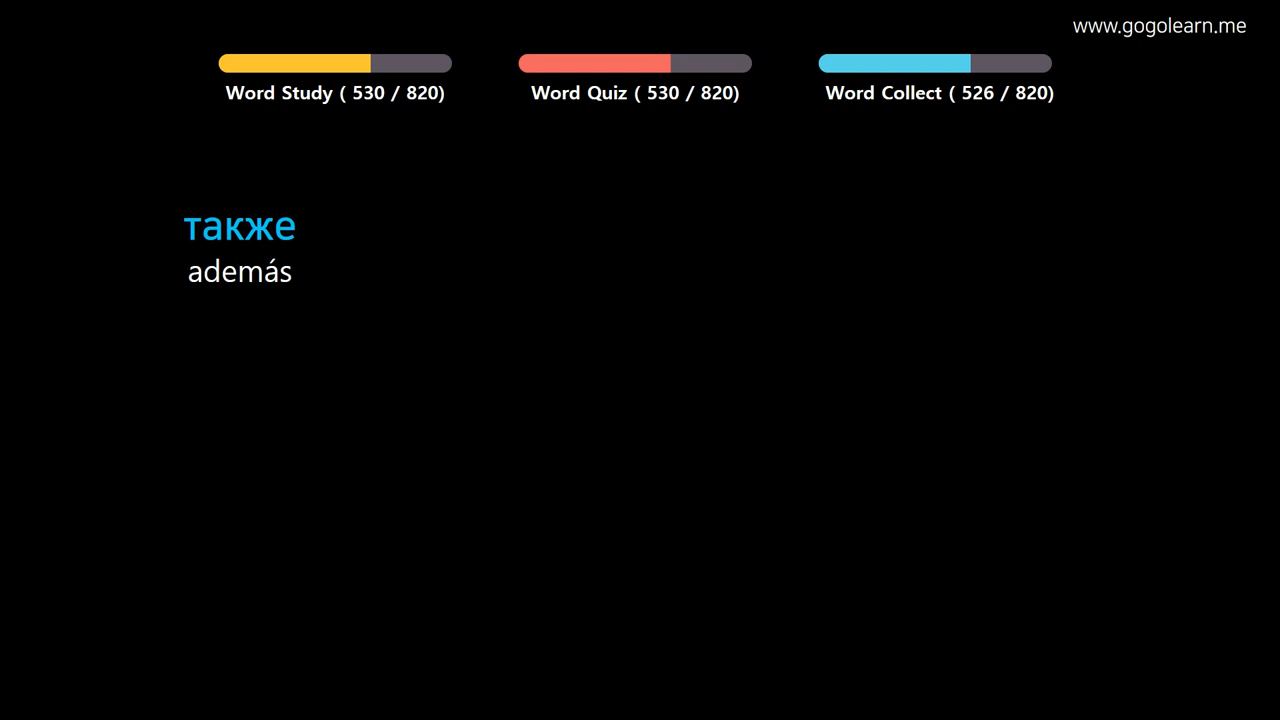 www.gogolearn.me
Word Study ( 530 / 820)
Word Quiz ( 530 / 820)
Word Collect ( 526 / 820)
также
además